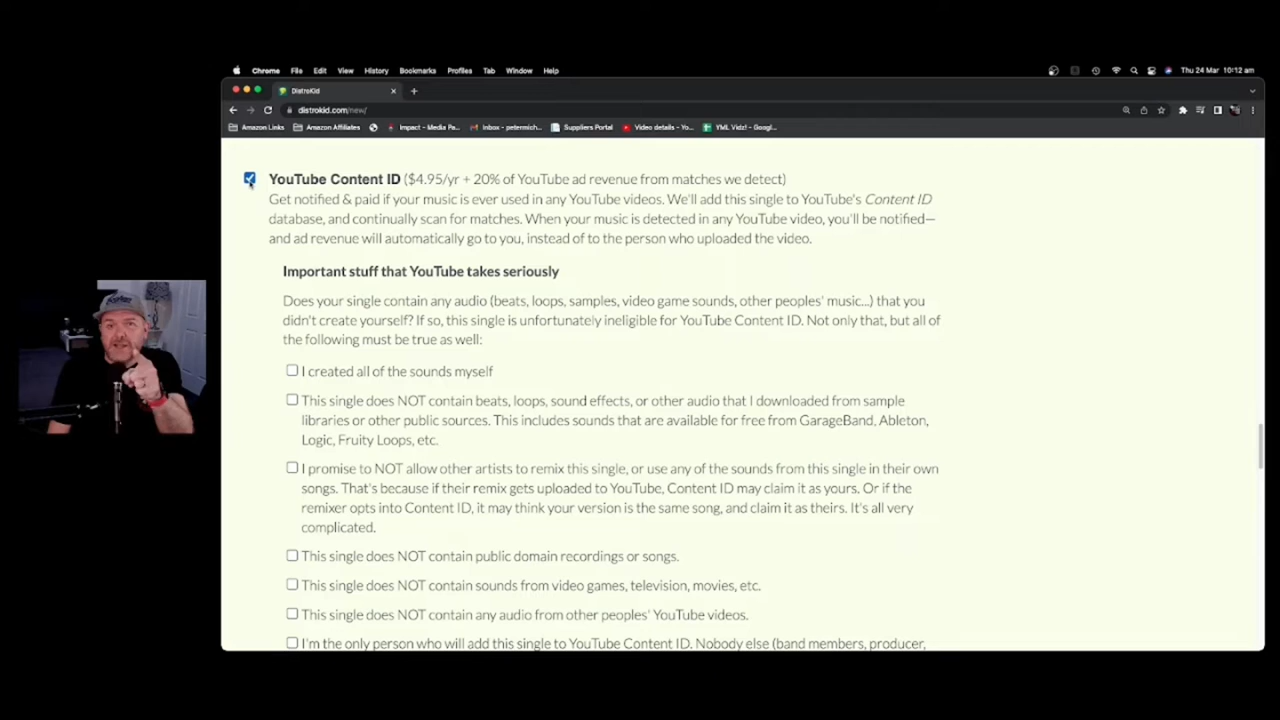 Chrome File Edit View History Bookmarks Profiles Tab Window Help Thu 24 Mar 10:12 am
DistroKid
distrokid.com/new/
Amazon Links Amazon Affiliates Impact - Media Pa... Inbox - petermich... Suppliers Portal Video details - Yo... YML Vidz! - Googl...
YouTube Content ID ($4.95/yr + 20% of YouTube ad revenue from matches we detect)
Get notified & paid if your music is ever used in any YouTube videos. We'll add this single to YouTube's Content ID
database, and continually scan for matches. When your music is detected in any YouTube video, you'll be notified—
and ad revenue will automatically go to you, instead of to the person who uploaded the video.
Important stuff that YouTube takes seriously
Does your single contain any audio (beats, loops, samples, video game sounds, other peoples' music...) that you
didn't create yourself? If so, this single is unfortunately ineligible for YouTube Content ID. Not only that, but all of
the following must be true as well:
I created all of the sounds myself
This single does NOT contain beats, loops, sound effects, or other audio that I downloaded from sample
libraries or other public sources. This includes sounds that are available for free from GarageBand, Ableton,
Logic, Fruity Loops, etc.
I promise to NOT allow other artists to remix this single, or use any of the sounds from this single in their own
songs. That's because if their remix gets uploaded to YouTube, Content ID may claim it as yours. Or if the
remixer opts into Content ID, it may think your version is the same song, and claim it as theirs. It's all very
complicated.
This single does NOT contain public domain recordings or songs.
This single does NOT contain sounds from video games, television, movies, etc.
This single does NOT contain any audio from other peoples' YouTube videos.
I'm the only person who will add this single to YouTube Content ID. Nobody else (band members, producer,